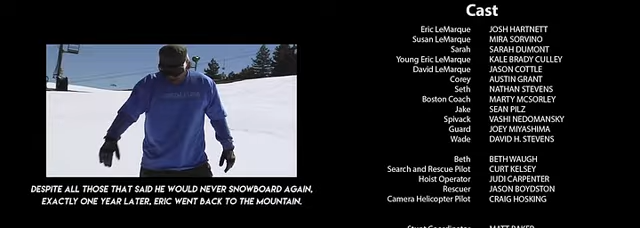 Cast
Eric LeMarque JOSH HARTNETT
Susan LeMarque MIRA SORVINO
Sarah SARAH DUMONT
Young Eric LeMarque KALE BRADY CULLEY
David LeMarque JASON COTTLE
Corey AUSTIN GRANT
Seth NATHAN STEVENS
Boston Coach MARTY MCSORLEY
Jake SEAN PILZ
Spivack VASHI NEDOMANSKY
Guard JOEY MIYASHIMA
Wade DAVID H. STEVENS
Beth BETH WAUGH
Search and Rescue Pilot CURT KELSEY
Hoist Operator JUDI CARPENTER
Rescuer JASON BOYDSTON
Camera Helicopter Pilot CRAIG HOSKING
DESPITE ALL THOSE THAT SAID HE WOULD NEVER SNOWBOARD AGAIN,
EXACTLY ONE YEAR LATER, ERIC WENT BACK TO THE MOUNTAIN.